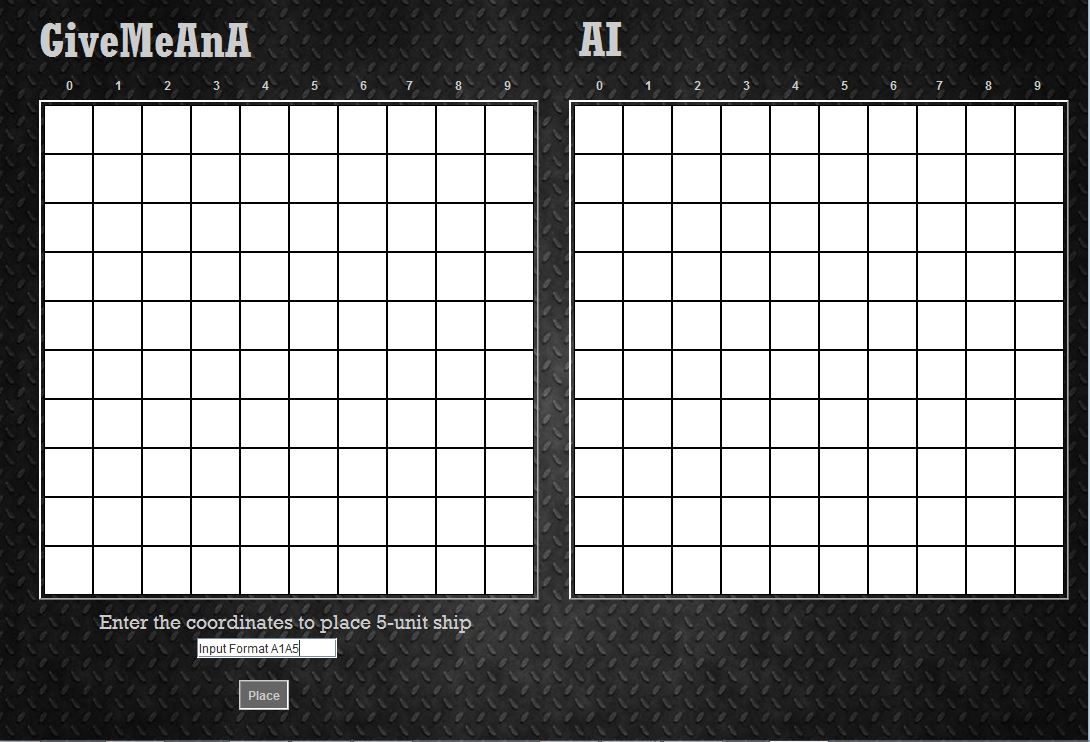 GiveMeAnA AI
0 1 2 3 4 5 6 7 8 9 0 1 2 3 4 5 6 7 8 9
Enter the coordinates to place 5-unit ship
Input Format A1A5
Place